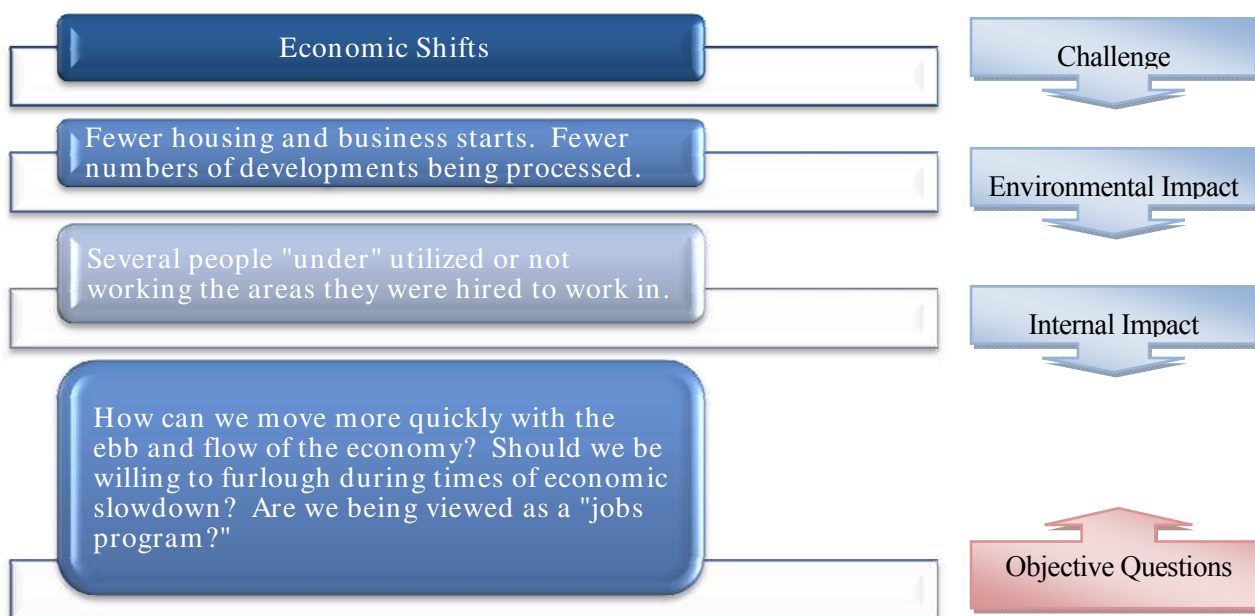 Economic Shifts
Challenge
Fewer housing and business starts.  Fewer
numbers of developments being processed.
Environmental Impact
Several people "under" utilized or not
working the areas they were hired to work in.
Internal Impact
How can we move more quickly with the
ebb and flow of the economy?  Should we be
willing to furlough during times of economic
slowdown?  Are we being viewed as a "jobs
program?"
Objective Questions